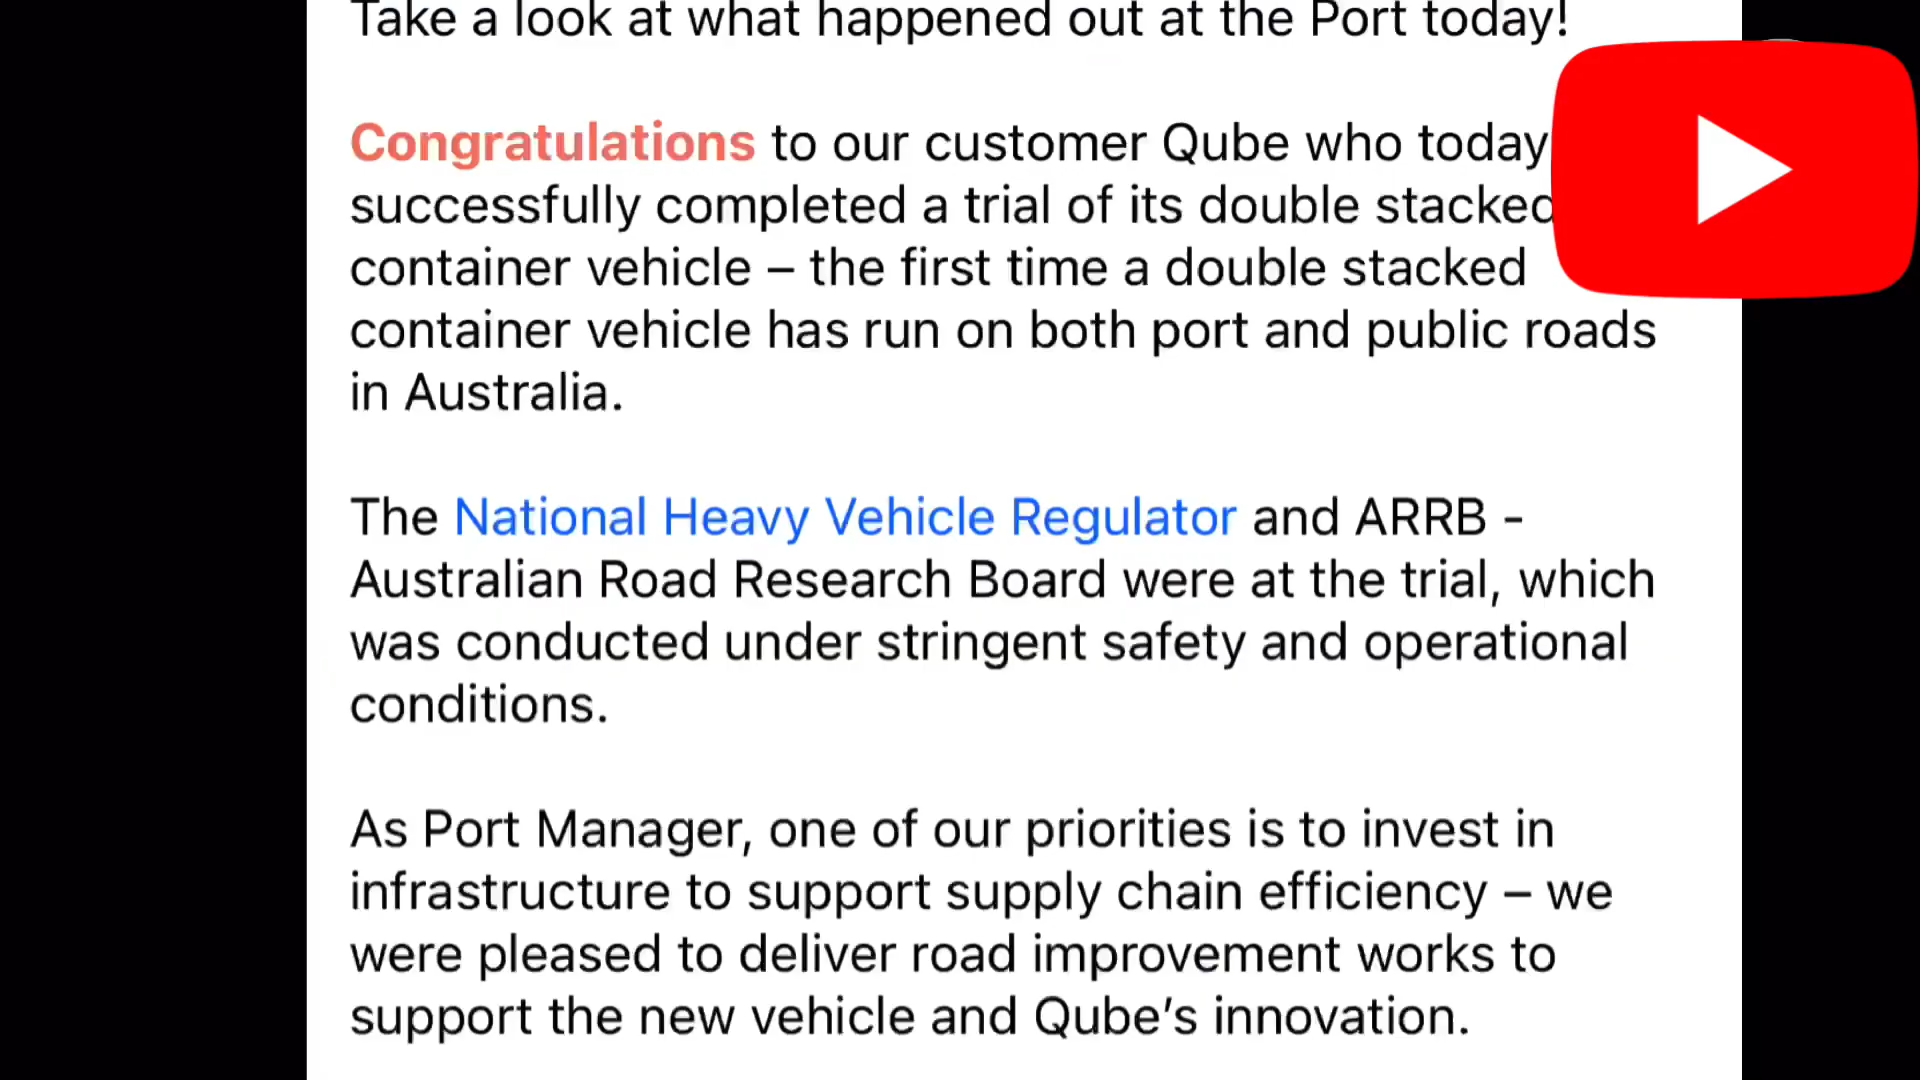 Take a look at what happened out at the Port today!
Congratulations to our customer Qube who today
successfully completed a trial of its double stacked
container vehicle – the first time a double stacked
container vehicle has run on both port and public roads
in Australia.
The National Heavy Vehicle Regulator and ARRB -
Australian Road Research Board were at the trial, which
was conducted under stringent safety and operational
conditions.
As Port Manager, one of our priorities is to invest in
infrastructure to support supply chain efficiency – we
were pleased to deliver road improvement works to
support the new vehicle and Qube’s innovation.